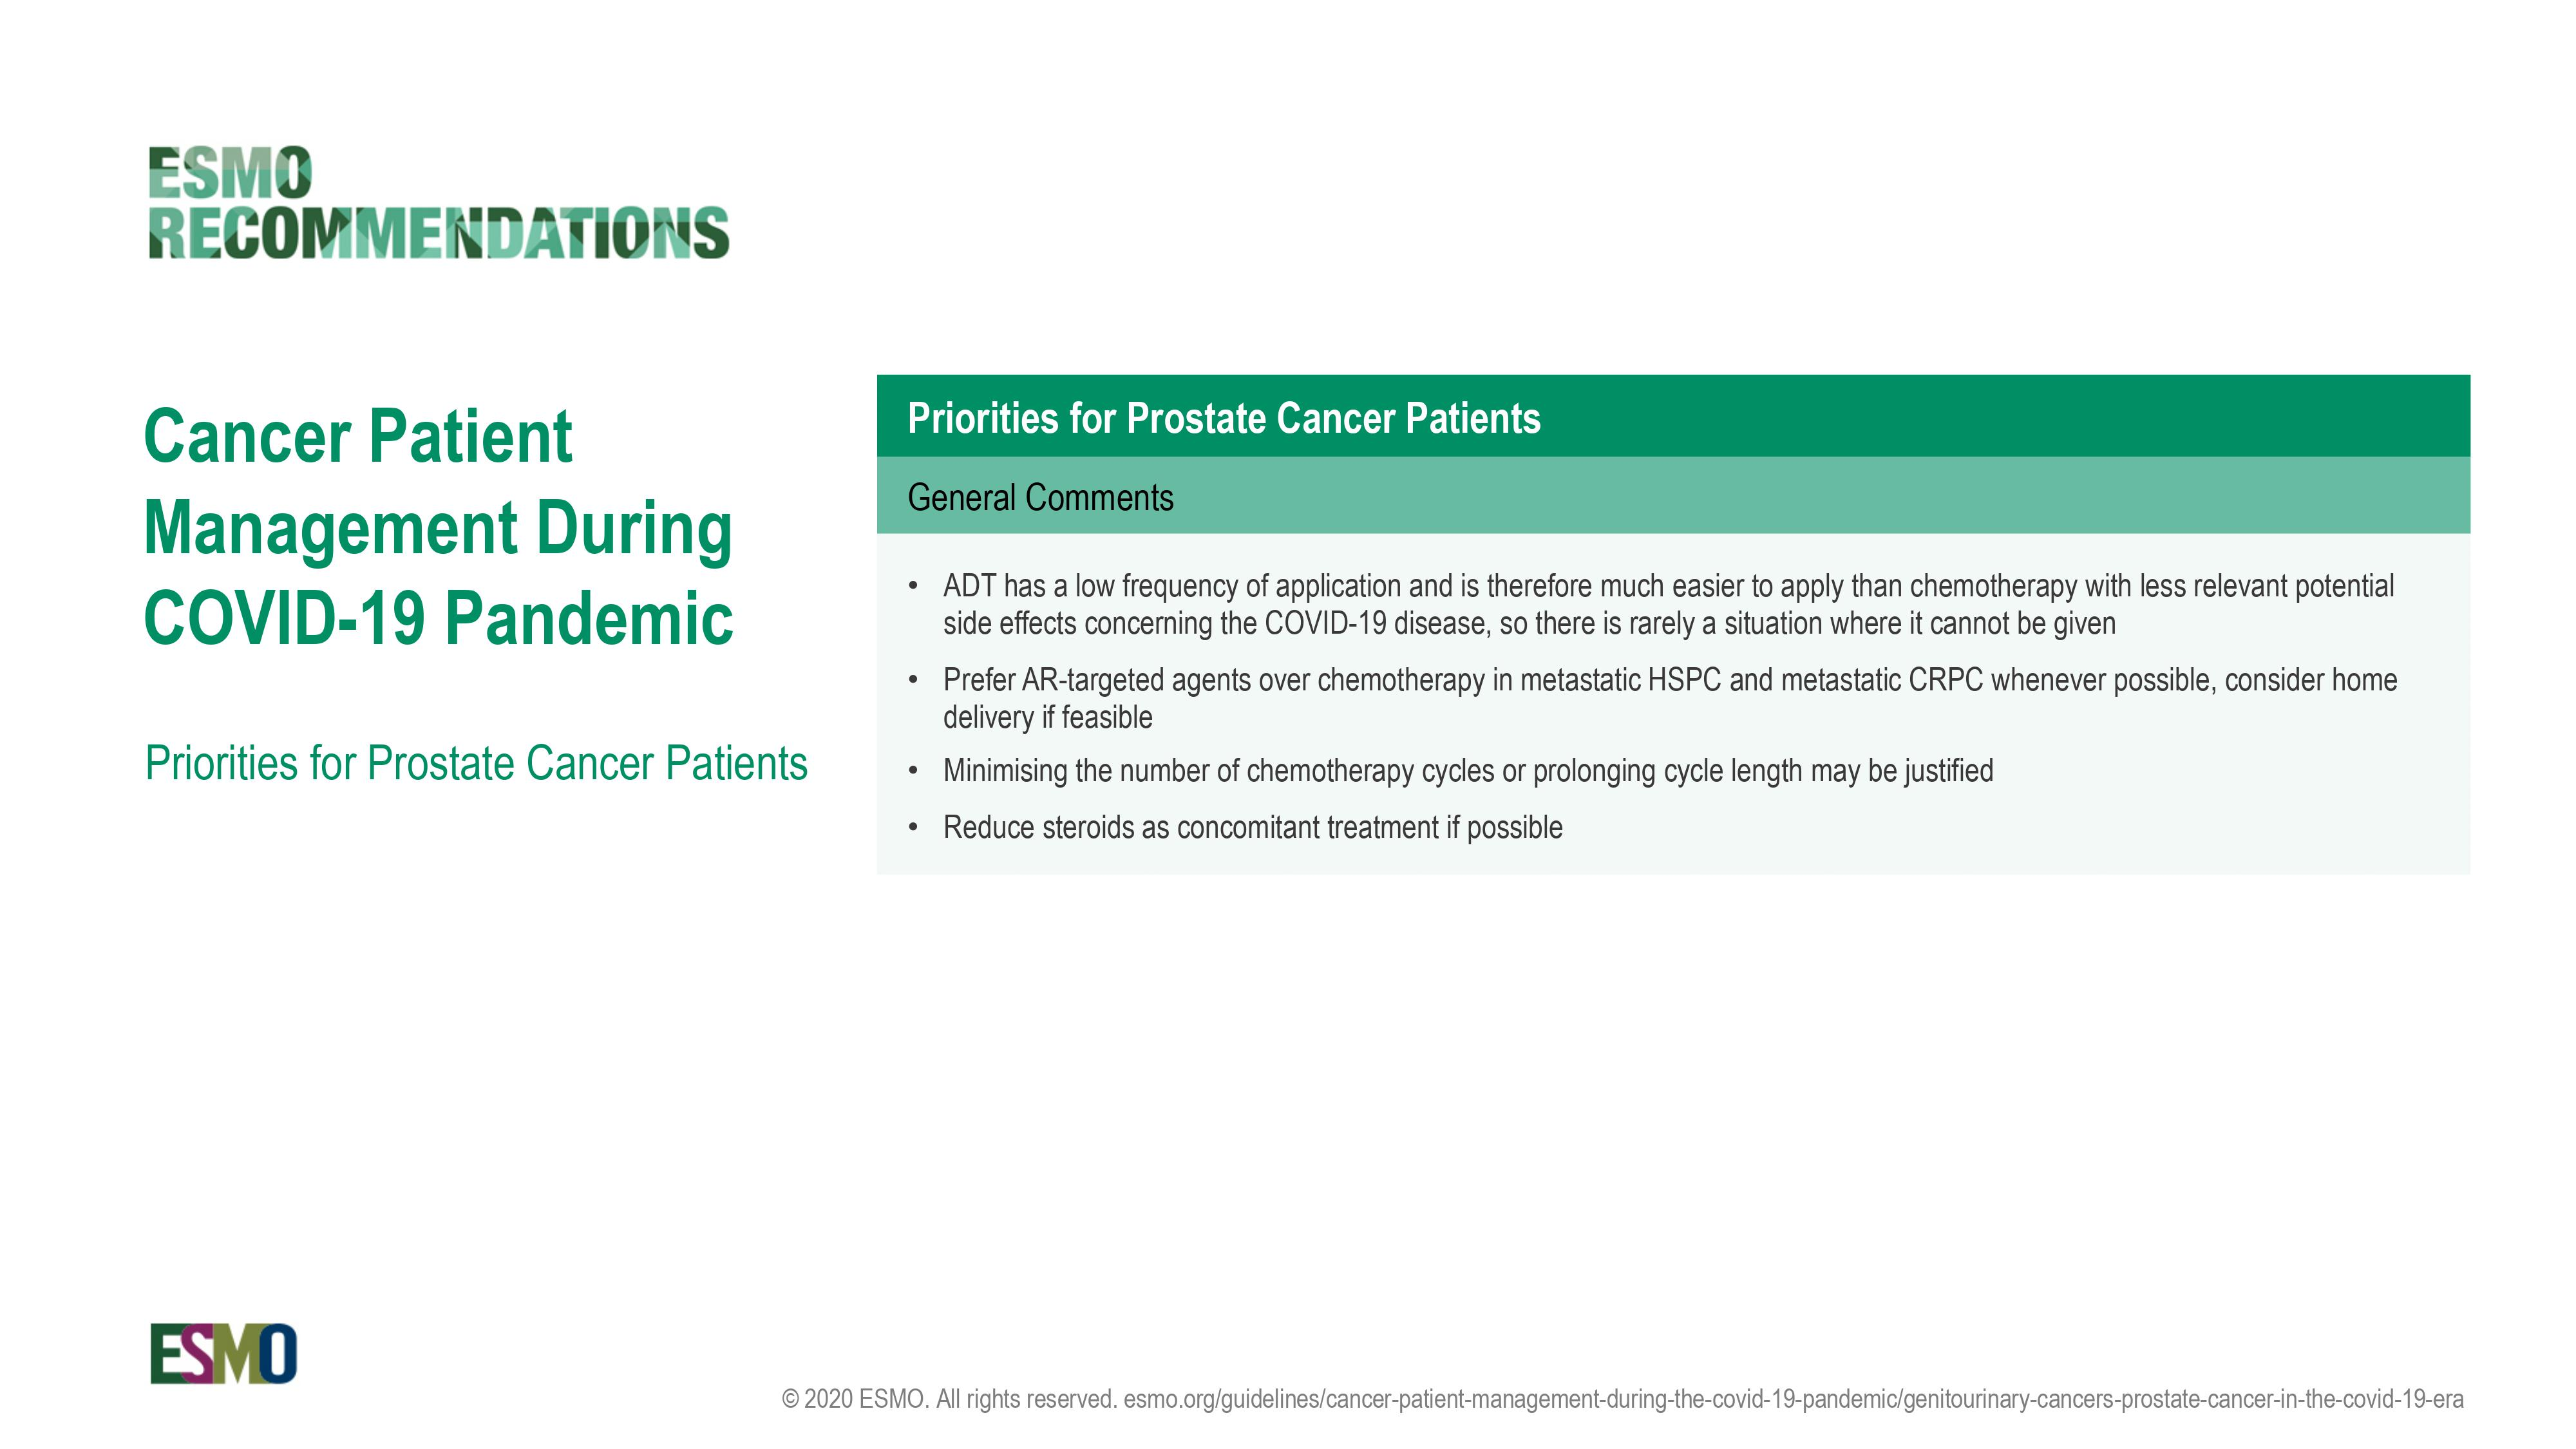 ESMO
RECOMMENDATIONS
Cancer Patient
Management During
COVID-19 Pandemic
Priorities for Prostate Cancer Patients
Priorities for Prostate Cancer Patients
General Comments
• ADT has a low frequency of application and is therefore much easier to apply than chemotherapy with less relevant potential
side effects concerning the COVID-19 disease, so there is rarely a situation where it cannot be given
• Prefer AR-targeted agents over chemotherapy in metastatic HSPC and metastatic CRPC whenever possible, consider home
delivery if feasible
• Minimising the number of chemotherapy cycles or prolonging cycle length may be justified
• Reduce steroids as concomitant treatment if possible
ESMO
© 2020 ESMO. All rights reserved. esmo.org/guidelines/cancer-patient-management-during-the-covid-19-pandemic/genitourinary-cancers-prostate-cancer-in-the-covid-19-era